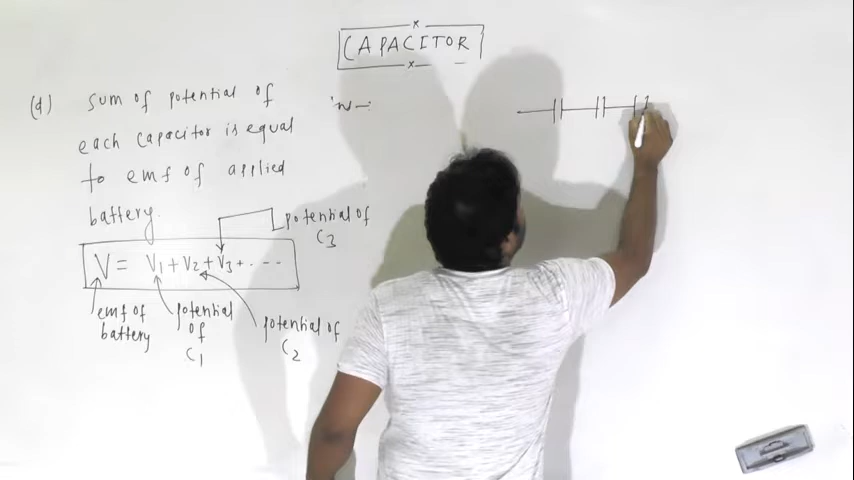 CAPACITOR
(d) Sum of potential of
each capacitor is equal
to emf of applied
battery.
potential of
C3
V = V1 + V2 + V3 + . - - -
emf of
battery
potential
of
C1
potential of
C2